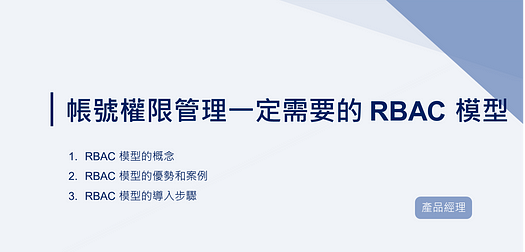 帳號權限管理一定需要的 RBAC 模型
1. RBAC 模型的概念
2. RBAC 模型的優勢和案例
3. RBAC 模型的導入步驟
產品經理